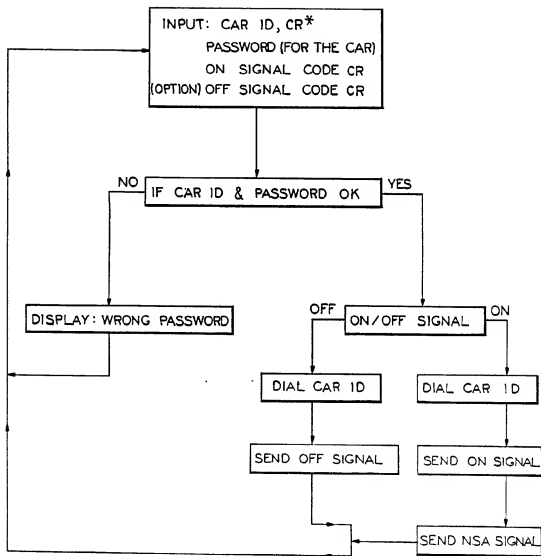 INPUT: CAR ID, CR*
PASSWORD (FOR THE CAR)
ON SIGNAL CODE CR
(OPTION) OFF SIGNAL CODE CR
NO
IF CAR ID & PASSWORD OK
YES
DISPLAY: WRONG PASSWORD
OFF
ON/OFF SIGNAL
ON
DIAL CAR ID
DIAL CAR ID
SEND OFF SIGNAL
SEND ON SIGNAL
SEND NSA SIGNAL